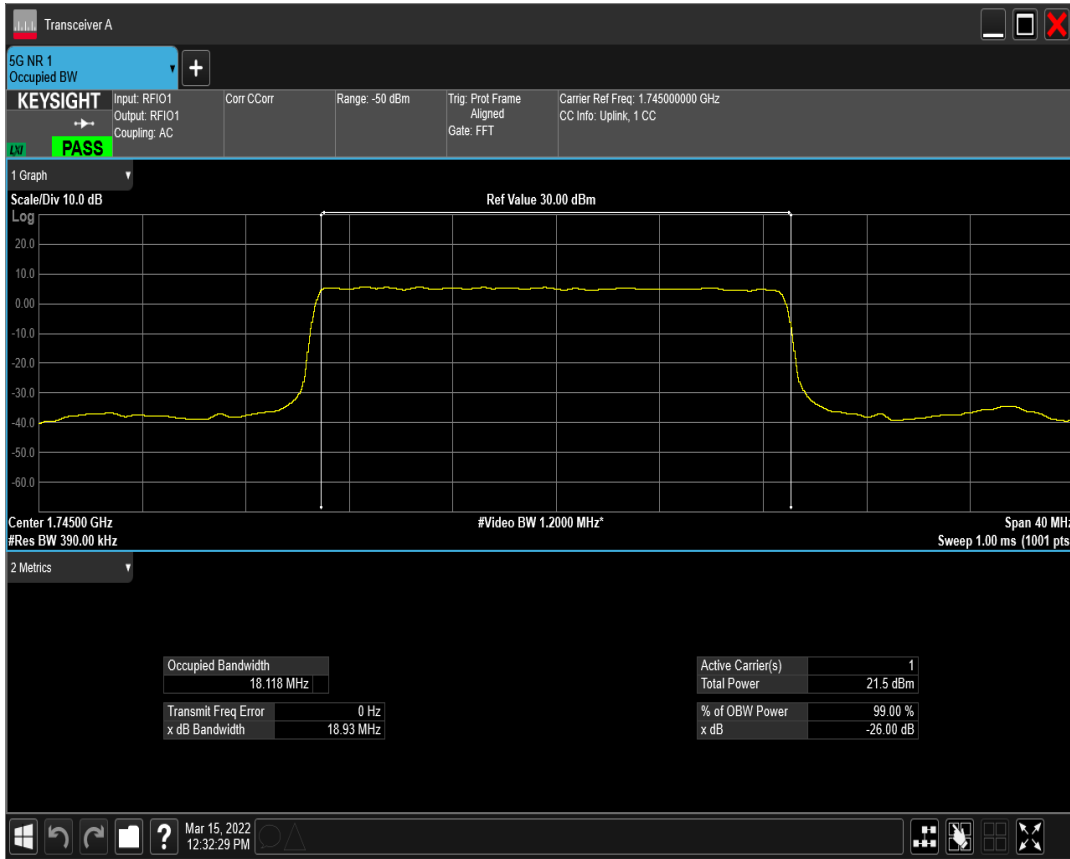 Transceiver A
5G NR 1
Occupied BW
+
KEYSIGHT
Input: RFIO1
Output: RFIO1
Coupling: AC
LXI
PASS
Corr CCorr
Range: -50 dBm
Trig: Prot Frame
Aligned
Gate: FFT
Carrier Ref Freq: 1.745000000 GHz
CC Info: Uplink, 1 CC
1 Graph
Scale/Div 10.0 dB
Ref Value 30.00 dBm
Log
20.0
10.0
0.00
-10.0
-20.0
-30.0
-40.0
-50.0
-60.0
Center 1.74500 GHz
#Video BW 1.2000 MHz*
Span 40 MHz
#Res BW 390.00 kHz
Sweep 1.00 ms (1001 pts
2 Metrics
Occupied Bandwidth
18.118 MHz
Transmit Freq Error 0 Hz
x dB Bandwidth 18.93 MHz
Active Carrier(s) 1
Total Power 21.5 dBm
% of OBW Power 99.00 %
x dB -26.00 dB
?
Mar 15, 2022
12:32:29 PM